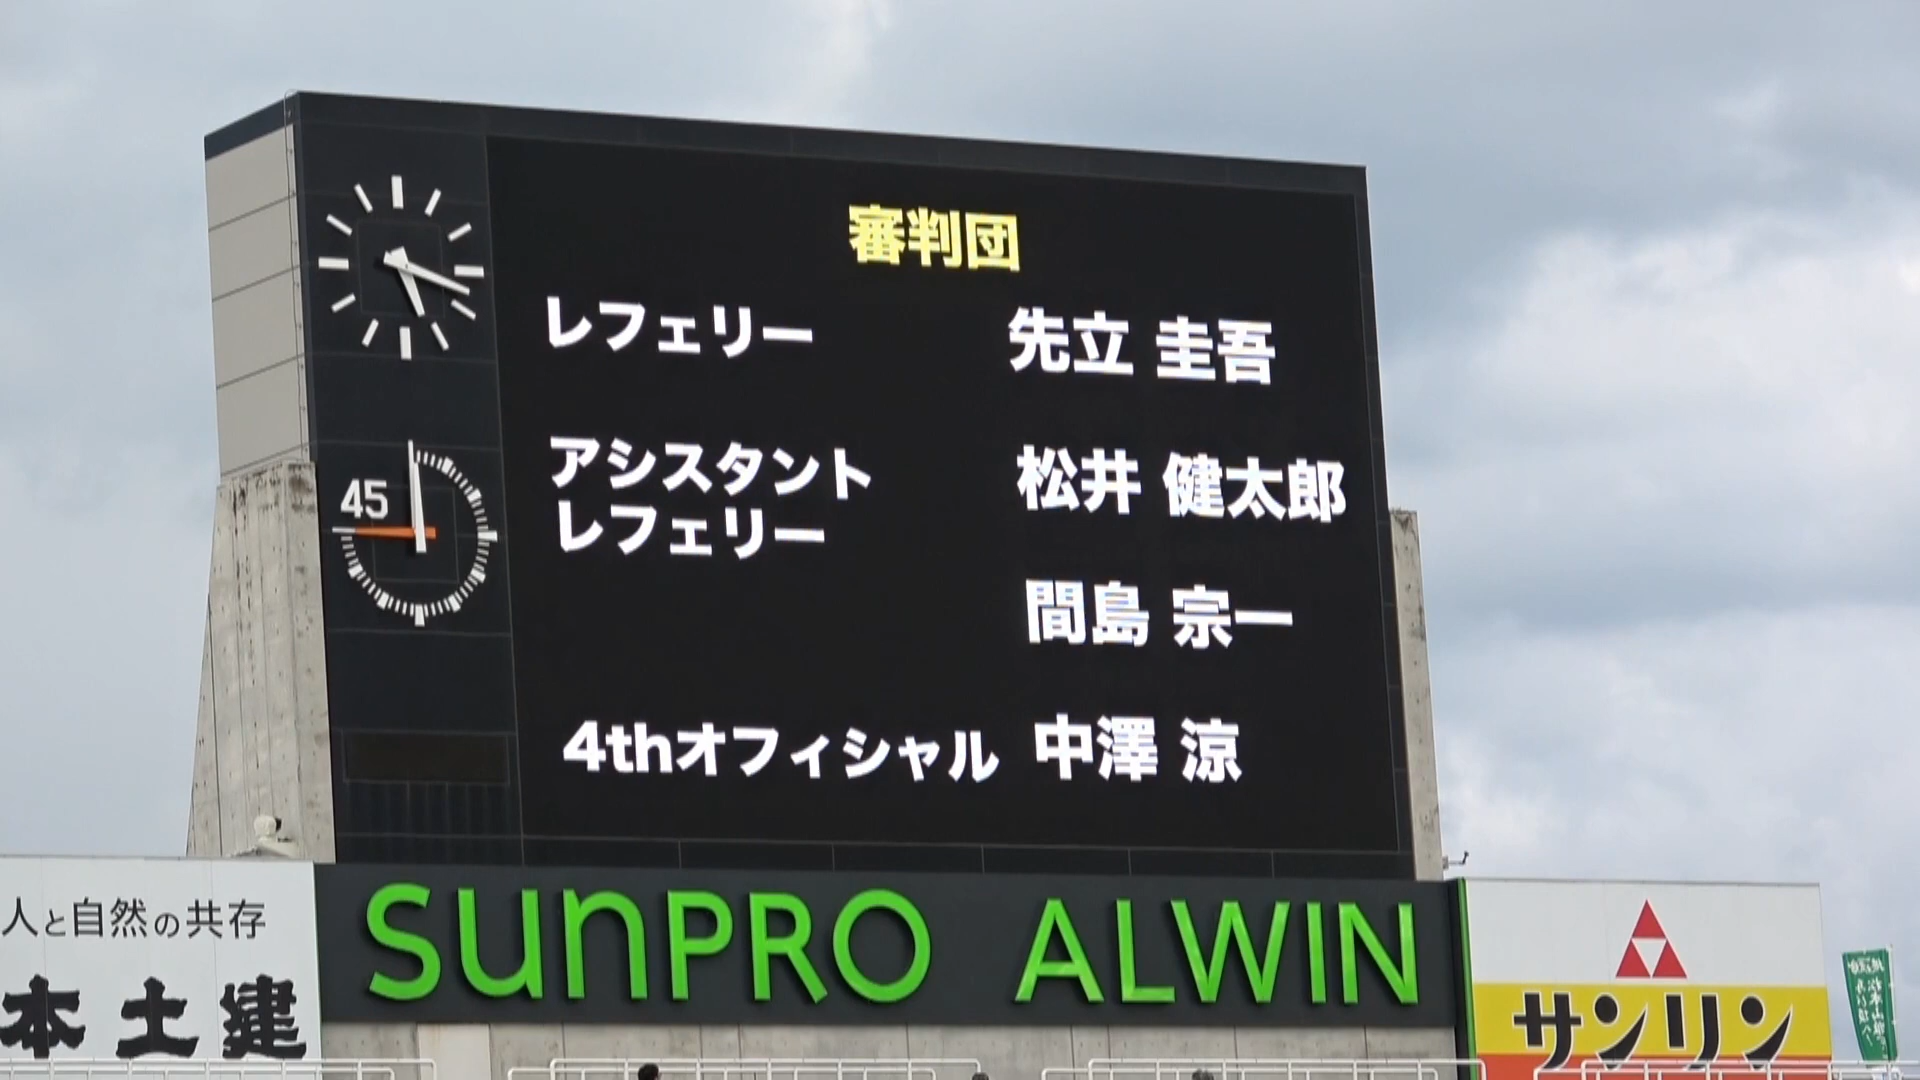 審判団
レフェリー 先立 圭吾
アシスタント
レフェリー 松井 健太郎
間島 宗一
4thオフィシャル 中澤 涼
45
SUNPRO ALWIN
人と自然の共存
本土建
サンリン